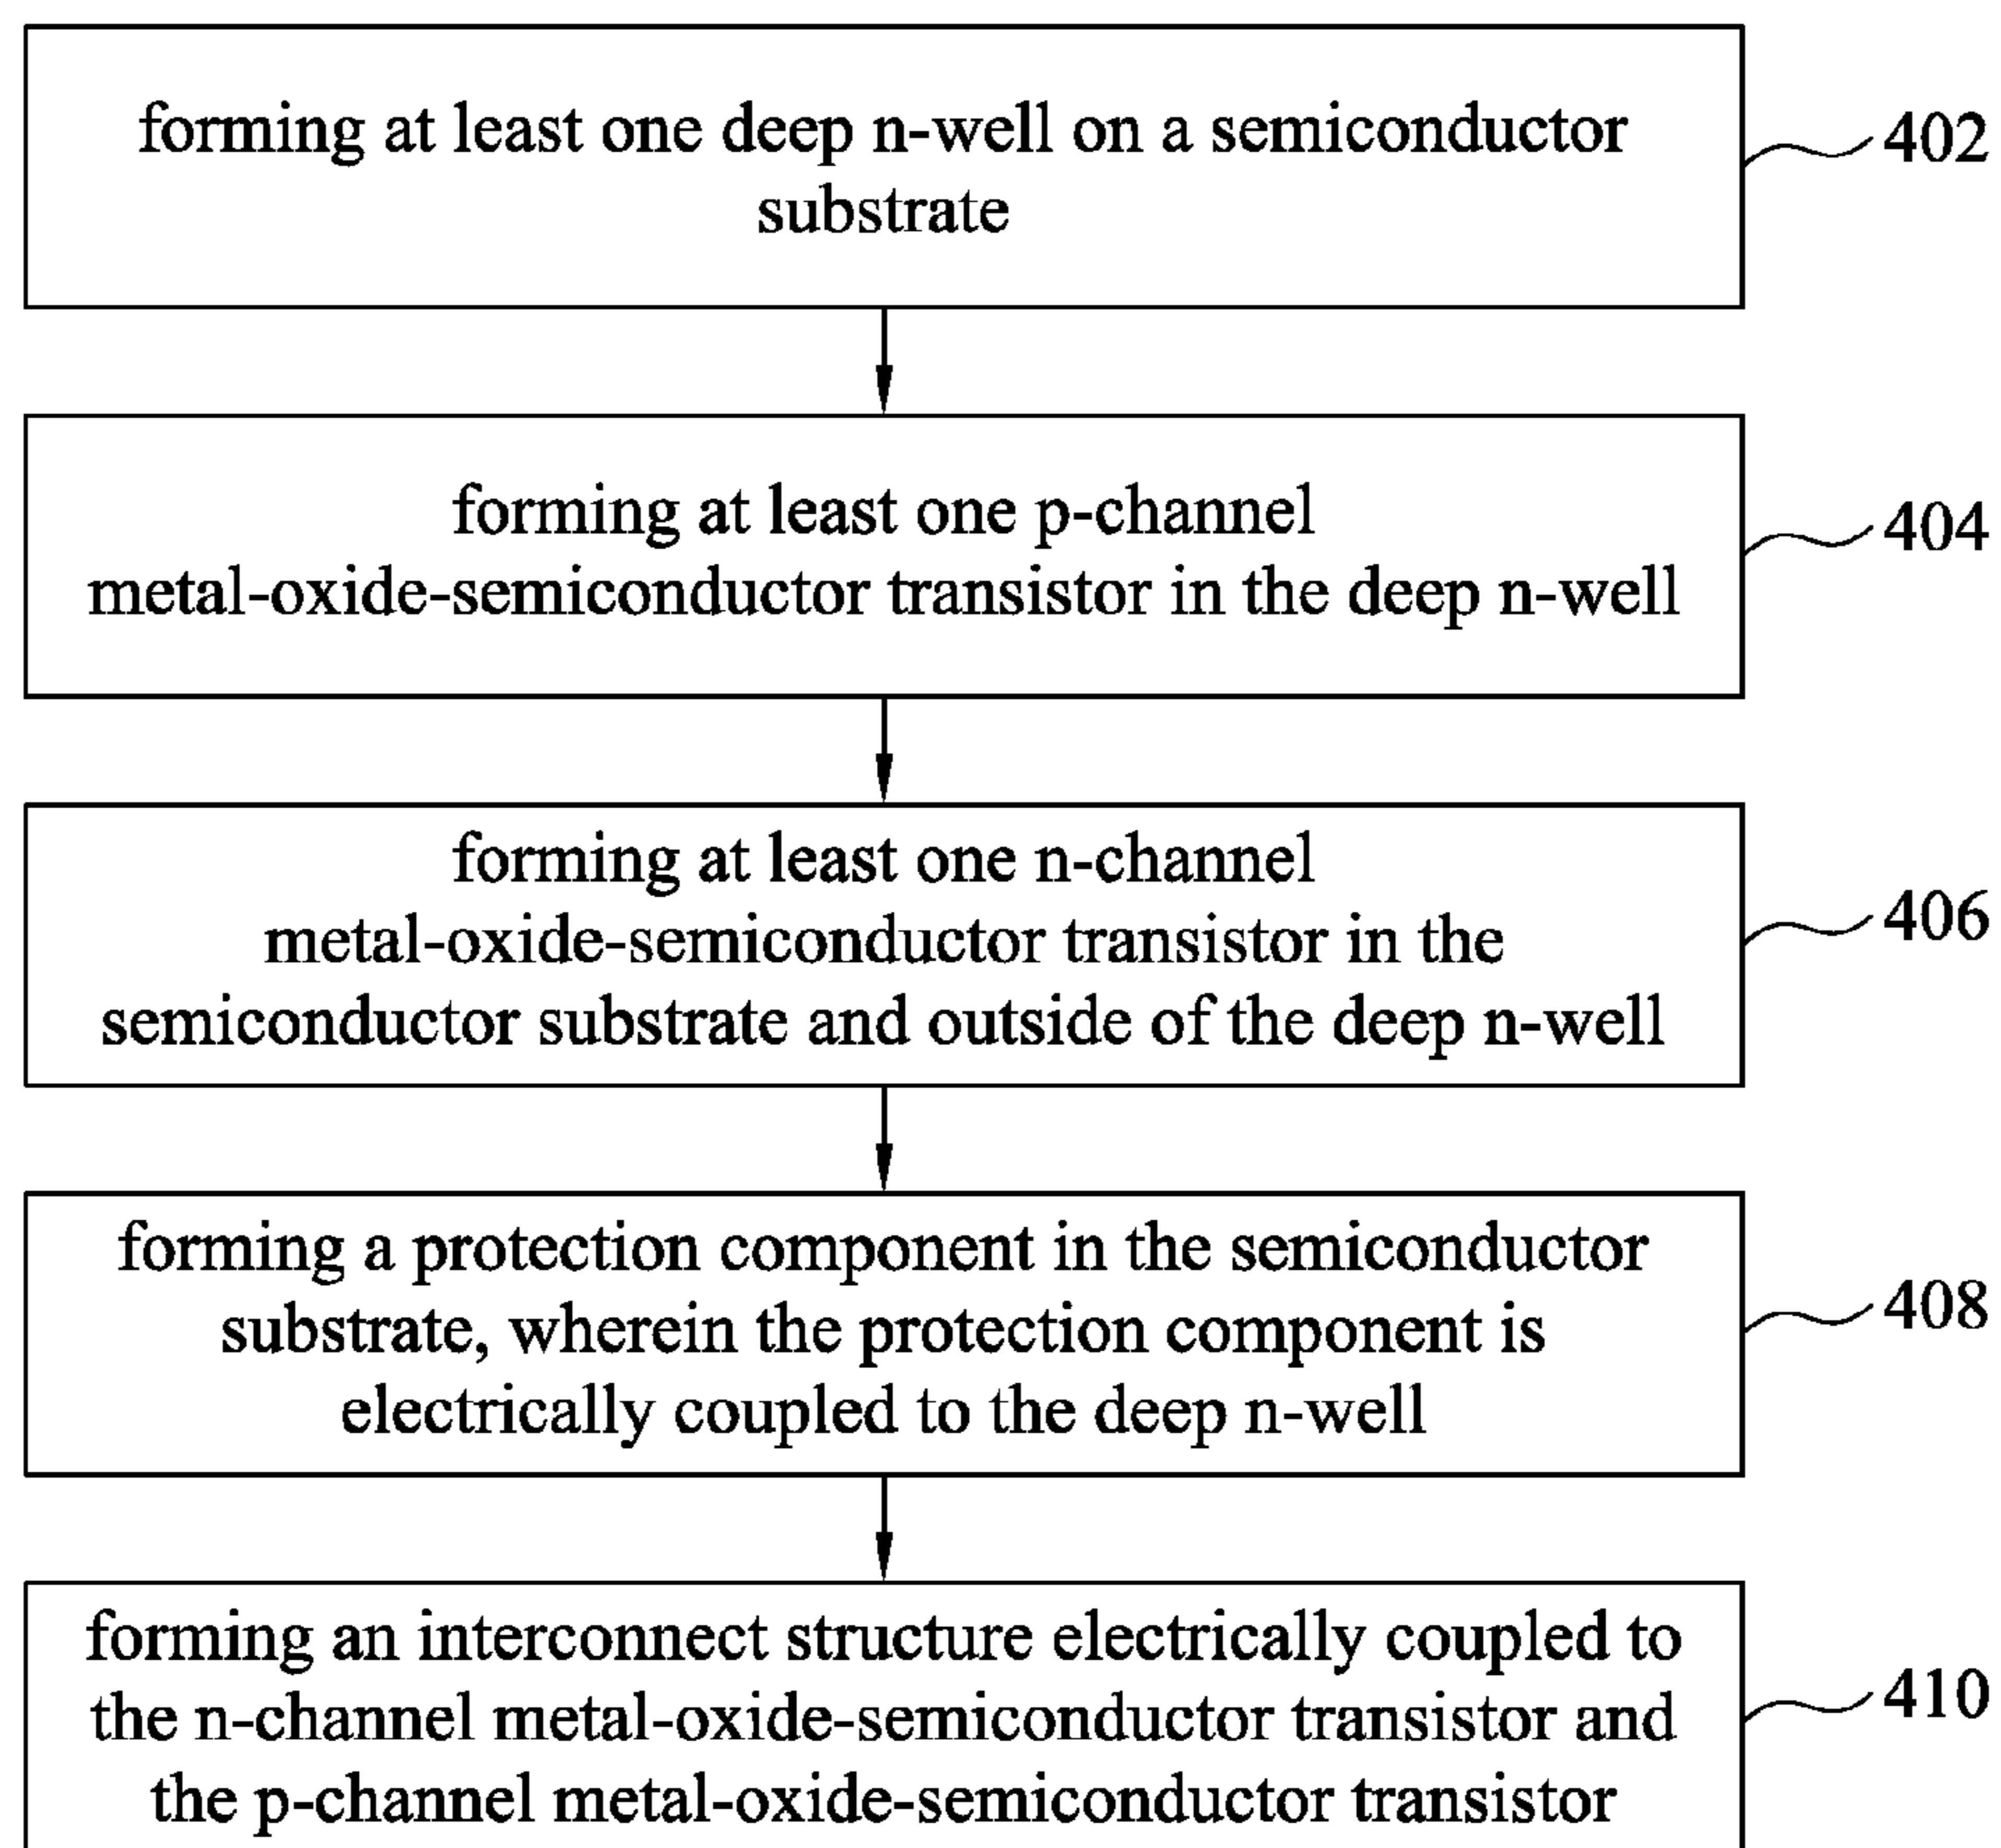 forming at least one deep n-well on a semiconductor
substrate
402
forming at least one p-channel
metal-oxide-semiconductor transistor in the deep n-well
404
forming at least one n-channel
metal-oxide-semiconductor transistor in the
semiconductor substrate and outside of the deep n-well
406
forming a protection component in the semiconductor
substrate, wherein the protection component is
electrically coupled to the deep n-well
408
forming an interconnect structure electrically coupled to
the n-channel metal-oxide-semiconductor transistor and
the p-channel metal-oxide-semiconductor transistor
410